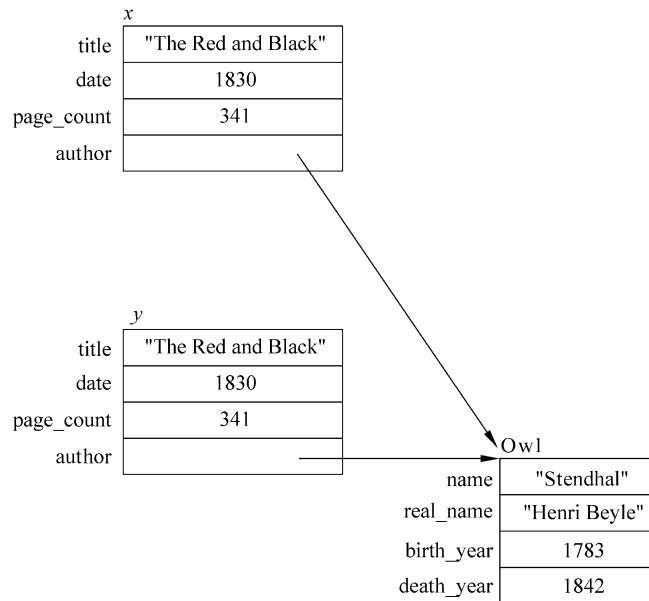 x
title "The Red and Black"
date 1830
page_count 341
author
y
title "The Red and Black"
date 1830
page_count 341
author
Owl
name "Stendhal"
real_name "Henri Beyle"
birth_year 1783
death_year 1842